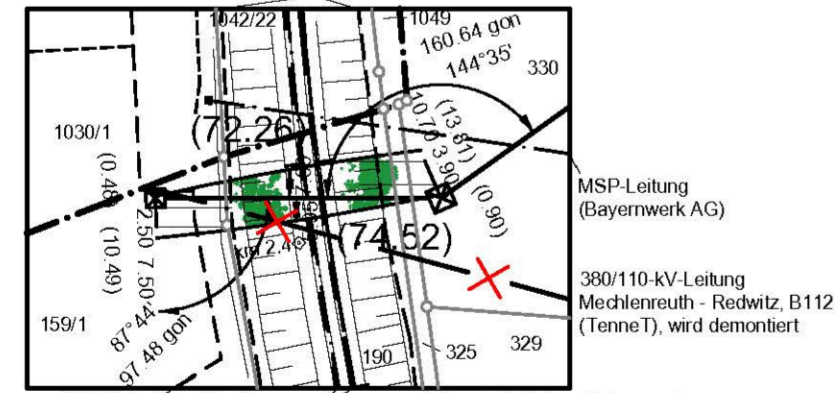 1042/22
1049
160.64 gon
144°35'
330
1030/1
(72.26)
(13.81)
10.70 3.90
(0.90)
(0.48)
2.50 7.50
(10.49)
(74.52)
km 2.4
87°44'
97.48 gon
159/1
190
325
329
MSP-Leitung
(Bayernwerk AG)
380/110-kV-Leitung
Mechlenreuth - Redwitz, B112
(TenneT), wird demontiert